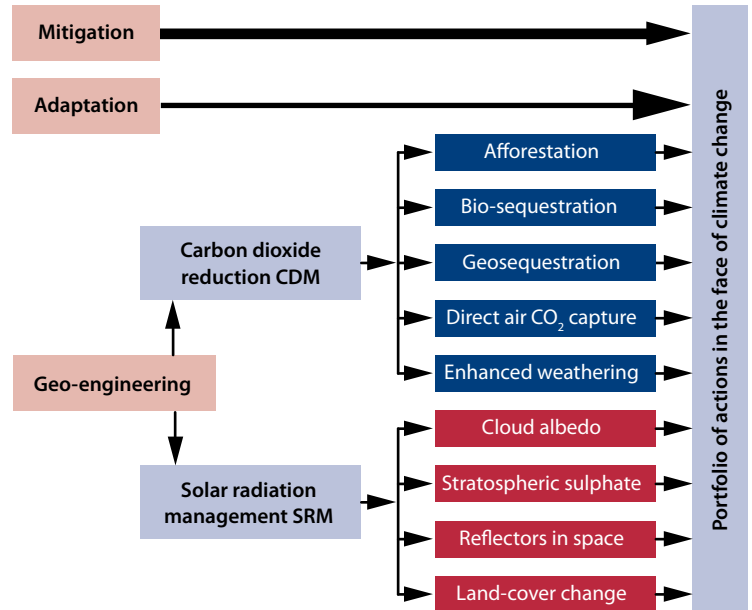 Mitigation
Adaptation
Afforestation
Bio-sequestration
Carbon dioxide
reduction CDM
Geosequestration
Direct air CO₂ capture
Enhanced weathering
Geo-engineering
Cloud albedo
Stratospheric sulphate
Solar radiation
management SRM
Reflectors in space
Land-cover change
Portfolio of actions in the face of climate change